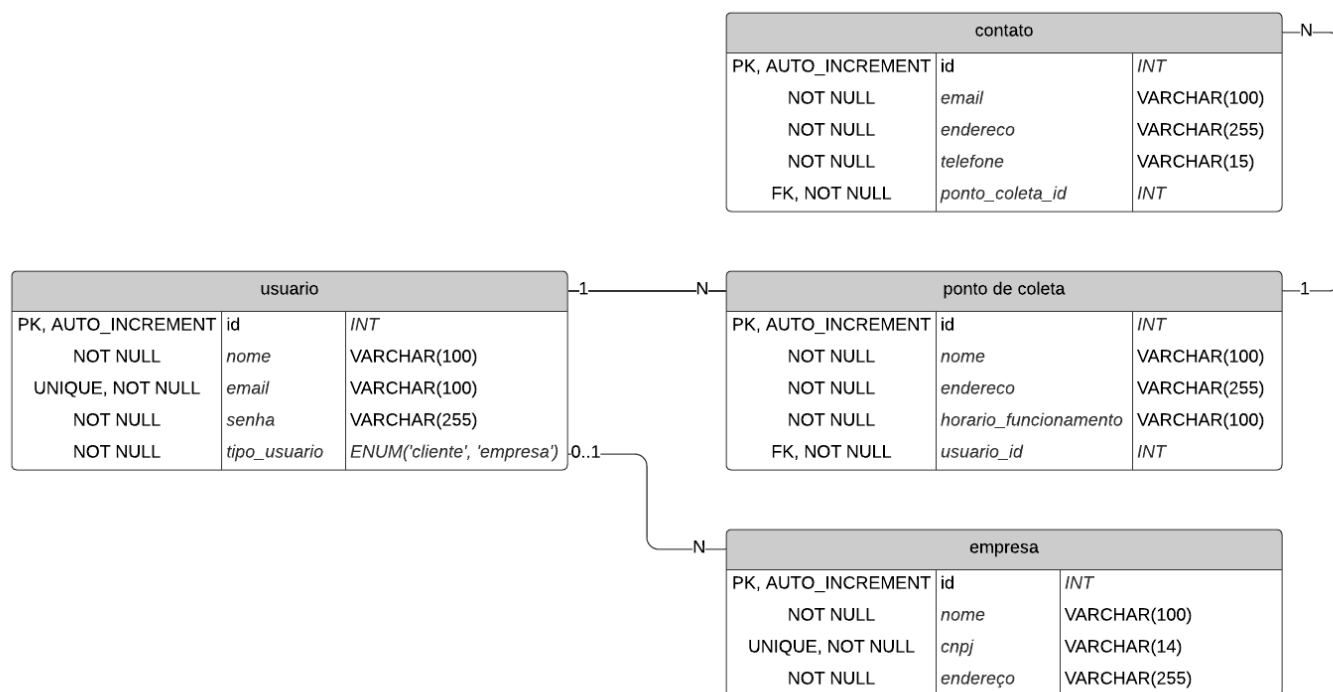 contato
N
PK, AUTO_INCREMENT id INT
NOT NULL email VARCHAR(100)
NOT NULL endereco VARCHAR(255)
NOT NULL telefone VARCHAR(15)
FK, NOT NULL ponto_coleta_id INT
usuario
1
N
PK, AUTO_INCREMENT id INT
NOT NULL nome VARCHAR(100)
UNIQUE, NOT NULL email VARCHAR(100)
NOT NULL senha VARCHAR(255)
NOT NULL tipo_usuario ENUM('cliente', 'empresa')
0..1
ponto de coleta
1
PK, AUTO_INCREMENT id INT
NOT NULL nome VARCHAR(100)
NOT NULL endereco VARCHAR(255)
NOT NULL horario_funcionamento VARCHAR(100)
FK, NOT NULL usuario_id INT
N
empresa
PK, AUTO_INCREMENT id INT
NOT NULL nome VARCHAR(100)
UNIQUE, NOT NULL cnpj VARCHAR(14)
NOT NULL endereço VARCHAR(255)